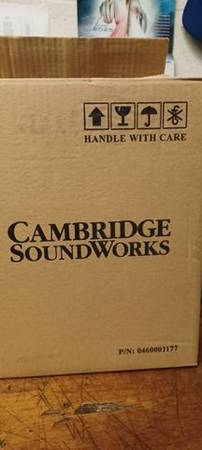 HANDLE WITH CARE
CAMBRIDGE
SOUNDWORKS
P/N: 0460001177